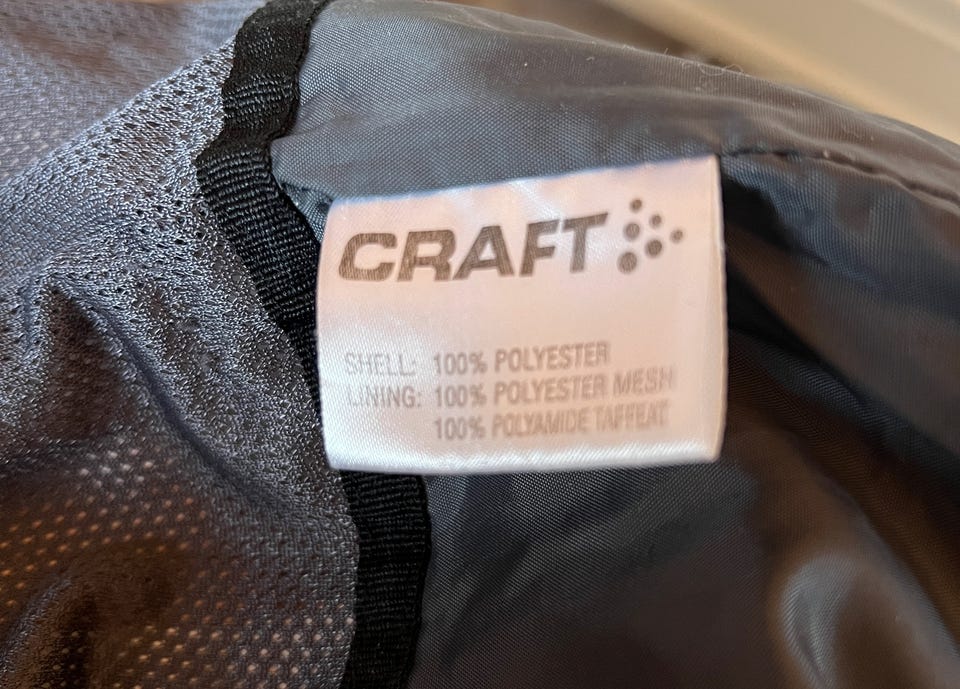 CRAFT
SHELL: 100% POLYESTER
LINING: 100% POLYESTER MESH
100% POLYAMIDE TAFFEAT